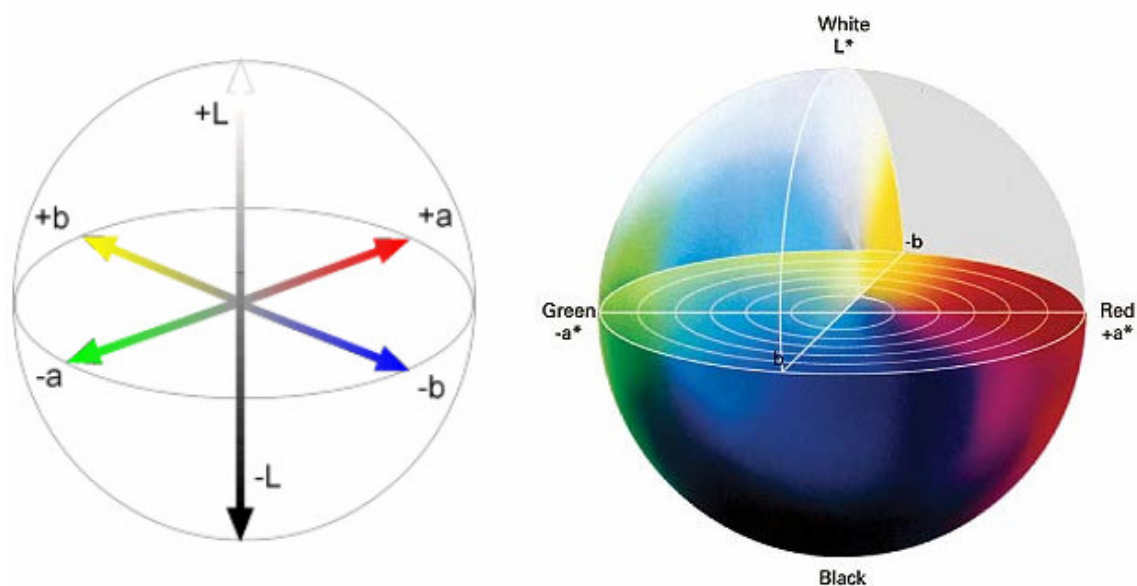 +L
+b
+a
-a
-b
-L
White
L*
-b
Green
-a*
Red
+a*
b
Black